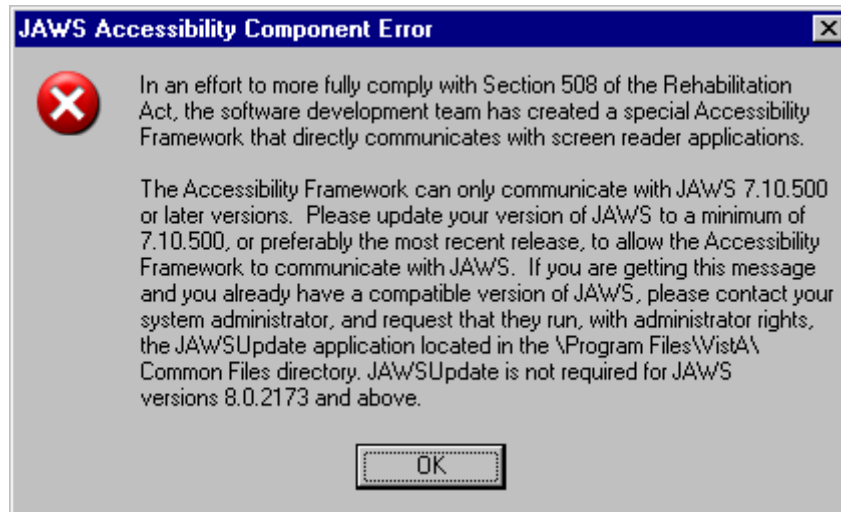 JAWS Accessibility Component Error
In an effort to more fully comply with Section 508 of the Rehabilitation
Act, the software development team has created a special Accessibility
Framework that directly communicates with screen reader applications.
The Accessibility Framework can only communicate with JAWS 7.10.500
or later versions.  Please update your version of JAWS to a minimum of
7.10.500, or preferably the most recent release, to allow the Accessibility
Framework to communicate with JAWS.  If you are getting this message
and you already have a compatible version of JAWS, please contact your
system administrator, and request that they run, with administrator rights,
the JAWSUpdate application located in the \Program Files\VistA\
Common Files directory. JAWSUpdate is not required for JAWS
versions 8.0.2173 and above.
OK